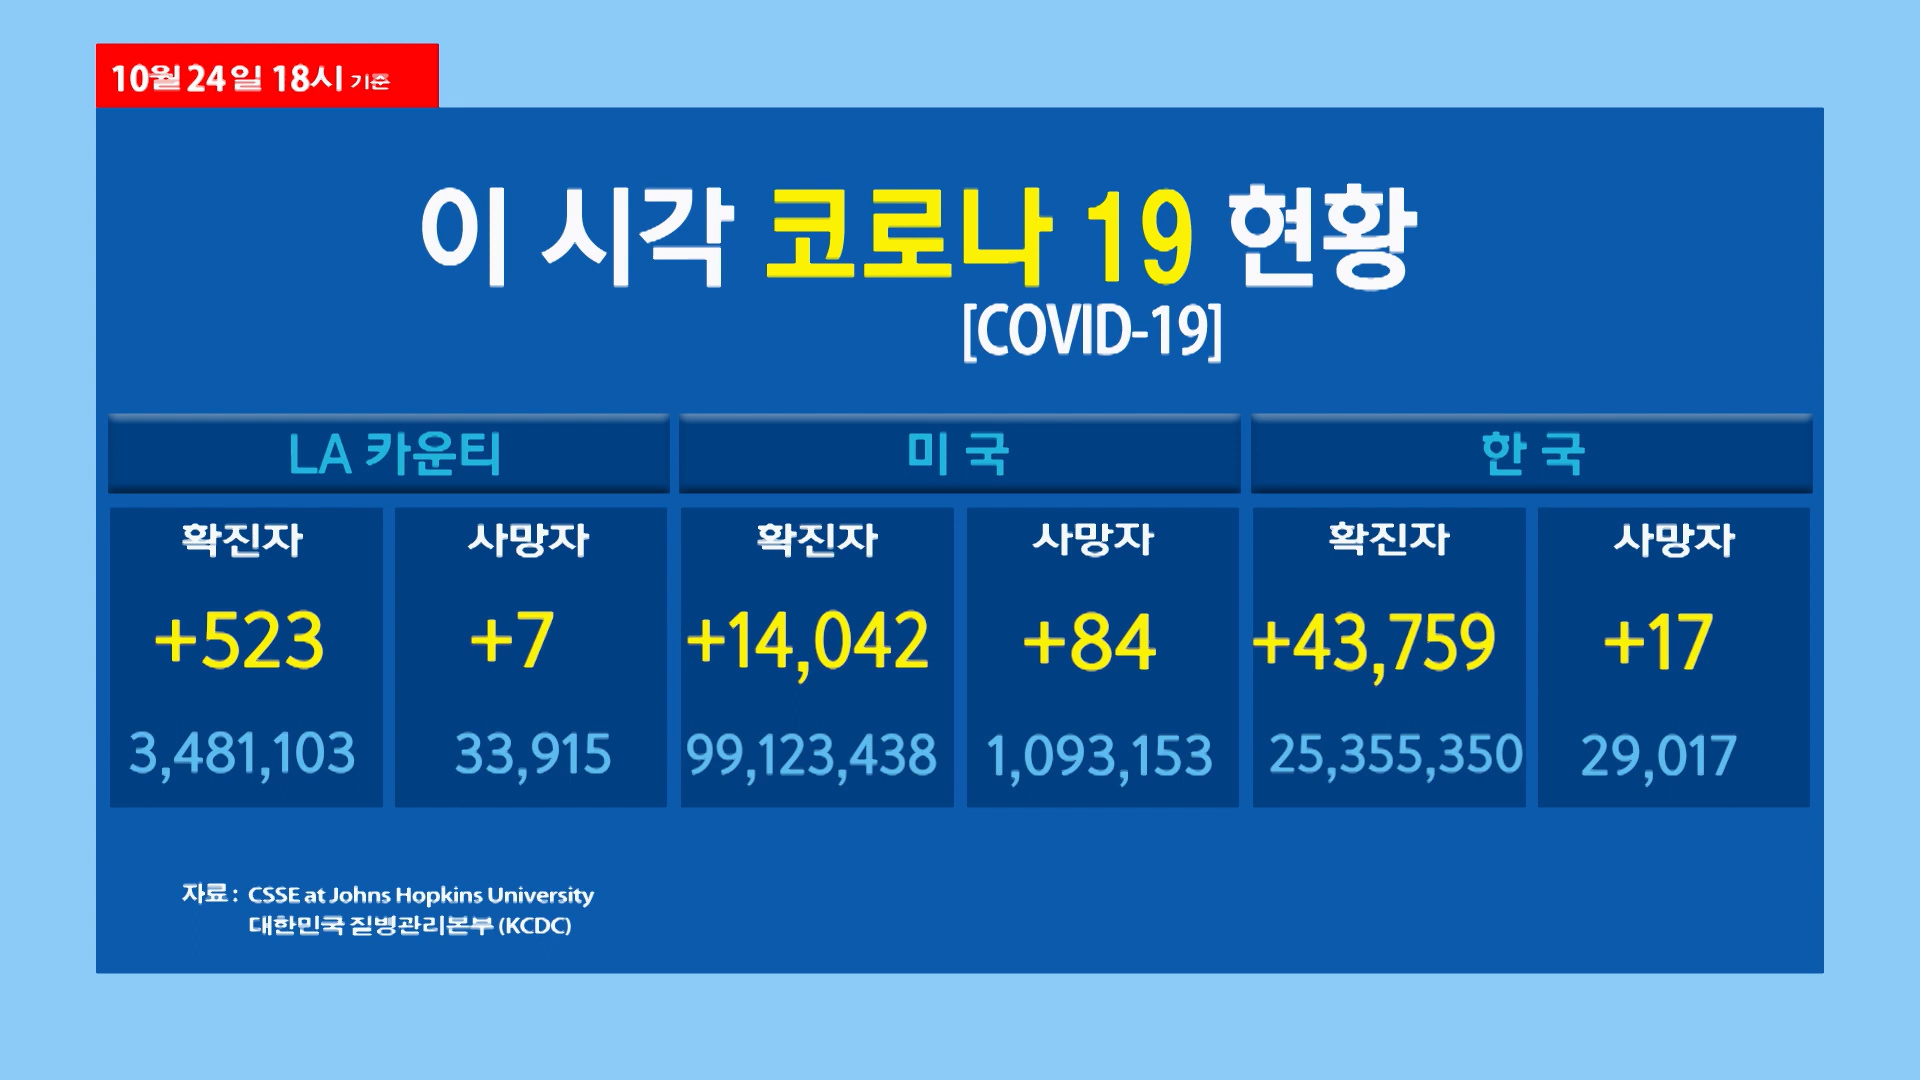 10월 24일 18시 기준
이 시각 코로나 19 현황
[COVID-19]
LA 카운티 미 국 한 국
확진자 사망자 확진자 사망자 확진자 사망자
+523 +7 +14,042 +84 +43,759 +17
3,481,103 33,915 99,123,438 1,093,153 25,355,350 29,017
자료 : CSSE at Johns Hopkins University
대한민국 질병관리본부 (KCDC)